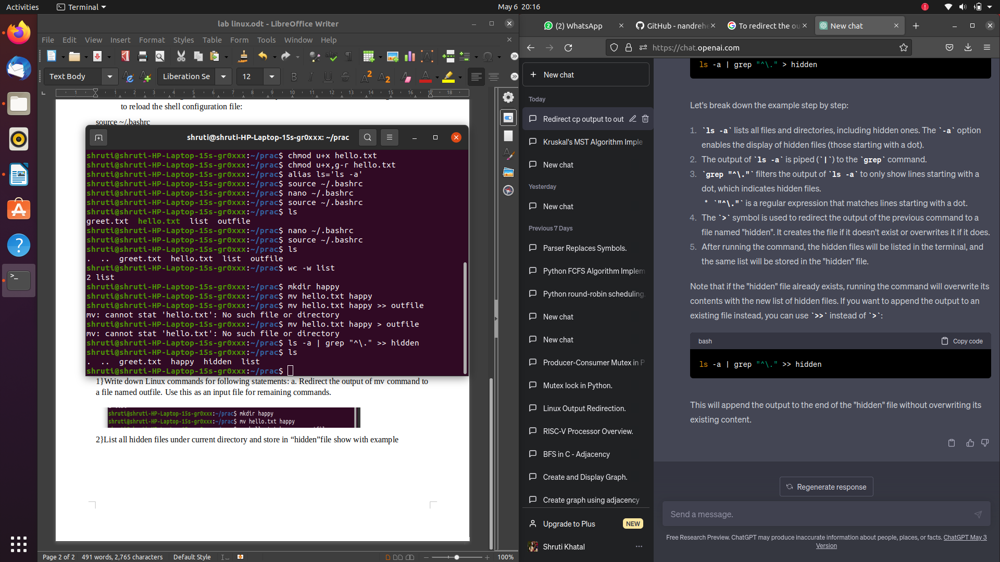 Activities
Terminal
May 6 20:16
lab linux.odt - LibreOffice Writer
File Edit View Insert Format Styles Table Form Tools Window Help
Text Body
Liberation Se
12
to reload the shell configuration file:
source ~/.bashrc
shruti@shruti-HP-Laptop-15s-gr0xxx: ~/prac
shruti@shruti-HP-Laptop-15s-gr0xxx:~/prac$ chmod u+x hello.txt
shruti@shruti-HP-Laptop-15s-gr0xxx:~/prac$ chmod u+x,g-r hello.txt
shruti@shruti-HP-Laptop-15s-gr0xxx:~/prac$ alias ls='ls -a'
shruti@shruti-HP-Laptop-15s-gr0xxx:~/prac$ source ~/.bashrc
shruti@shruti-HP-Laptop-15s-gr0xxx:~/prac$ nano ~/.bashrc
shruti@shruti-HP-Laptop-15s-gr0xxx:~/prac$ source ~/.bashrc
shruti@shruti-HP-Laptop-15s-gr0xxx:~/prac$ ls
greet.txt hello.txt list outfile
shruti@shruti-HP-Laptop-15s-gr0xxx:~/prac$ nano ~/.bashrc
shruti@shruti-HP-Laptop-15s-gr0xxx:~/prac$ source ~/.bashrc
shruti@shruti-HP-Laptop-15s-gr0xxx:~/prac$ ls
. .. greet.txt hello.txt list outfile
shruti@shruti-HP-Laptop-15s-gr0xxx:~/prac$ wc -w list
2 list
shruti@shruti-HP-Laptop-15s-gr0xxx:~/prac$ mkdir happy
shruti@shruti-HP-Laptop-15s-gr0xxx:~/prac$ mv hello.txt happy
shruti@shruti-HP-Laptop-15s-gr0xxx:~/prac$ mv hello.txt happy >> outfile
mv: cannot stat 'hello.txt': No such file or directory
shruti@shruti-HP-Laptop-15s-gr0xxx:~/prac$ mv hello.txt happy > outfile
mv: cannot stat 'hello.txt': No such file or directory
shruti@shruti-HP-Laptop-15s-gr0xxx:~/prac$ ls -a | grep "^\." >> hidden
shruti@shruti-HP-Laptop-15s-gr0xxx:~/prac$ ls
. .. greet.txt happy hidden list
shruti@shruti-HP-Laptop-15s-gr0xxx:~/prac$
1}Write down Linux commands for following statements: a. Redirect the output of mv command to
a file named outfile. Use this as an input file for remaining commands.
shruti@shruti-HP-Laptop-15s-gr0xxx:~/prac$ mkdir happy
shruti@shruti-HP-Laptop-15s-gr0xxx:~/prac$ mv hello.txt happy
2}List all hidden files under current directory and store in “hidden”file show with example
Page 2 of 2 491 words, 2,765 characters Default Style 100%
(2) WhatsApp
GitHub - nandrehe
To redirect the ou
New chat
https://chat.openai.com
New chat
Today
Redirect cp output to out
Kruskal's MST Algorithm Imple
New chat
Yesterday
New chat
Previous 7 Days
Parser Replaces Symbols.
Python FCFS Algorithm Implem
Python round-robin scheduling.
New chat
New chat
Producer-Consumer Mutex in P
Mutex lock in Python.
Linux Output Redirection.
RISC-V Processor Overview.
BFS in C - Adjacency
Create and Display Graph.
Create graph using adjacency
Upgrade to Plus NEW
Shruti Khatal
ls -a | grep "^\." > hidden
Let's break down the example step by step:
1. `ls -a` lists all files and directories, including hidden ones. The `-a` option
enables the display of hidden files (those starting with a dot).
2. The output of `ls -a` is piped (`|`) to the `grep` command.
3. `grep "^\."` filters the output of `ls -a` to only show lines starting with a
dot, which indicates hidden files.
• `"^\."` is a regular expression that matches lines starting with a dot.
4. The `>` symbol is used to redirect the output of the previous command to a
file named "hidden". It creates the file if it doesn't exist or overwrites it if it does.
5. After running the command, the hidden files will be listed in the terminal, and
the same list will be stored in the "hidden" file.
Note that if the "hidden" file already exists, running the command will overwrite its
contents with the new list of hidden files. If you want to append the output to an
existing file instead, you can use `>>` instead of `>`:
bash
Copy code
ls -a | grep "^\." >> hidden
This will append the output to the end of the "hidden" file without overwriting its
existing content.
Regenerate response
Send a message.
Free Research Preview. ChatGPT may produce inaccurate information about people, places, or facts. ChatGPT May 3
Version